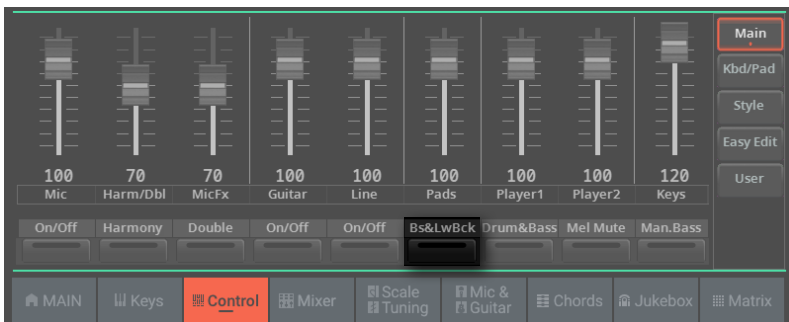 Main
Kbd/Pad
Style
Easy Edit
User
100 70 70 100 100 100 100 100 120
Mic Harm/Dbl MicFx Guitar Line Pads Player1 Player2 Keys
On/Off Harmony Double On/Off On/Off Bs&LwBck Drum&Bass Mel Mute Man.Bass
MAIN Keys Control Mixer Scale Tuning Mic & Guitar Chords Jukebox Matrix